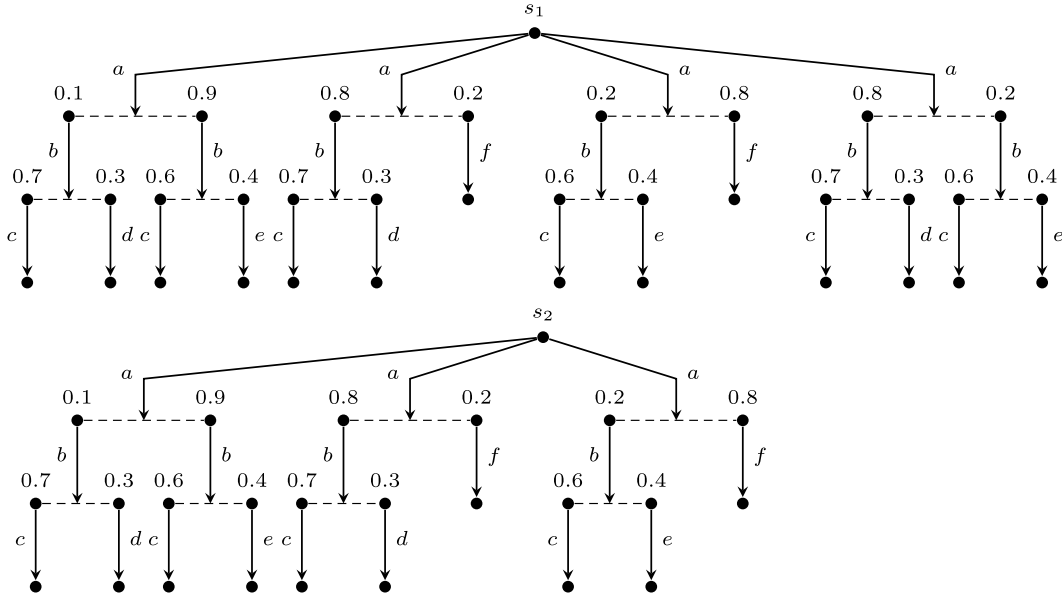 s₁
a a a a
0.1 0.9 0.8 0.2 0.2 0.8 0.8 0.2
b b b f b f b b
0.7 0.3 0.6 0.4 0.7 0.3 0.6 0.4 0.7 0.3 0.6 0.4
c d c e c d c e c d c e
s₂
a a a
0.1 0.9 0.8 0.2 0.2 0.8
b b b f b f
0.7 0.3 0.6 0.4 0.7 0.3 0.6 0.4
c d c e c d c e